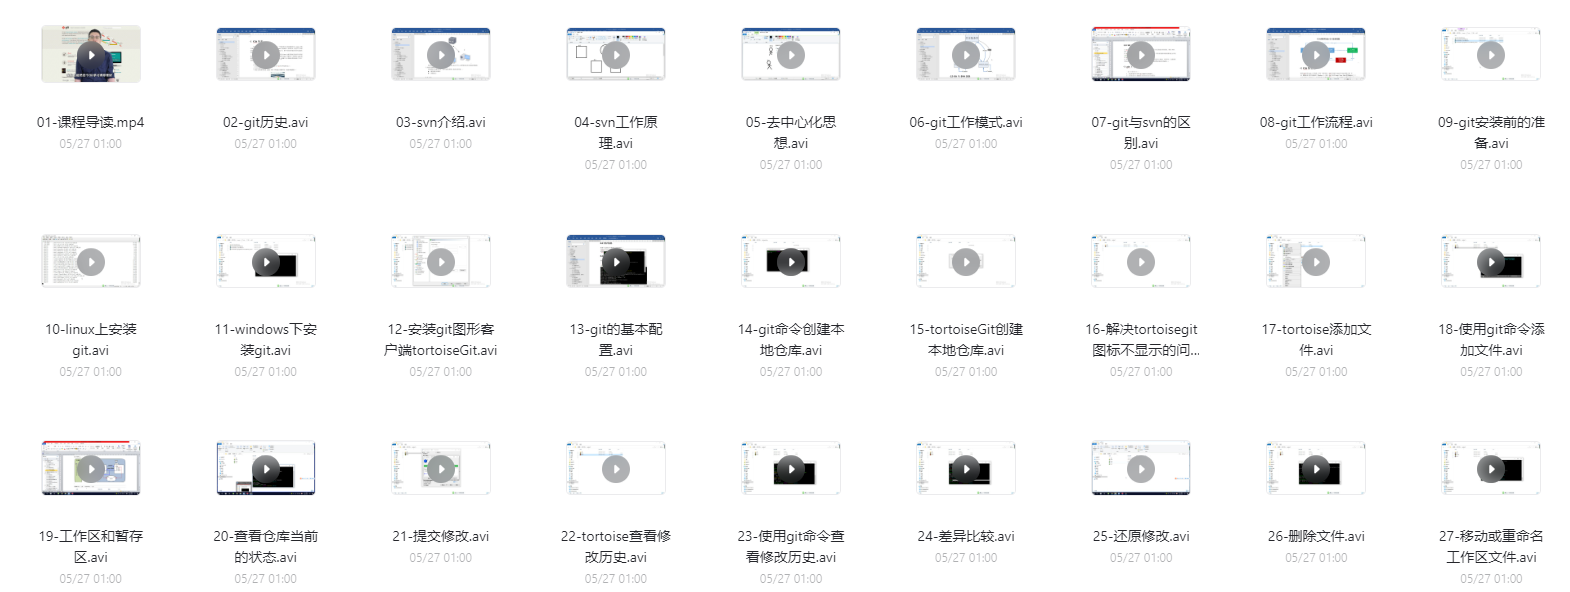 01-课程导读.mp4
05/27 01:00
02-git历史.avi
05/27 01:00
03-svn介绍.avi
05/27 01:00
04-svn工作原
理.avi
05/27 01:00
05-去中心化思
想.avi
05/27 01:00
06-git工作模式.avi
05/27 01:00
07-git与svn的区
别.avi
05/27 01:00
08-git工作流程.avi
05/27 01:00
09-git安装前的准
备.avi
05/27 01:00
10-linux上安装
git.avi
05/27 01:00
11-windows下安
装git.avi
05/27 01:00
12-安装git图形客
户端tortoiseGit.avi
05/27 01:00
13-git的基本配
置.avi
05/27 01:00
14-git命令创建本
地仓库.avi
05/27 01:00
15-tortoiseGit创建
本地仓库.avi
05/27 01:00
16-解决tortoisegit
图标不显示的问...
05/27 01:00
17-tortoise添加文
件.avi
05/27 01:00
18-使用git命令添
加文件.avi
05/27 01:00
19-工作区和暂存
区.avi
05/27 01:00
20-查看仓库当前
的状态.avi
05/27 01:00
21-提交修改.avi
05/27 01:00
22-tortoise查看修
改历史.avi
05/27 01:00
23-使用git命令查
看修改历史.avi
05/27 01:00
24-差异比较.avi
05/27 01:00
25-还原修改.avi
05/27 01:00
26-删除文件.avi
05/27 01:00
27-移动或重命名
工作区文件.avi
05/27 01:00